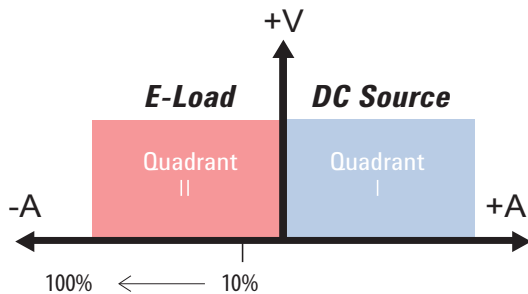 +V
E-Load DC Source
Quadrant Quadrant
II I
-A +A
100% 10%